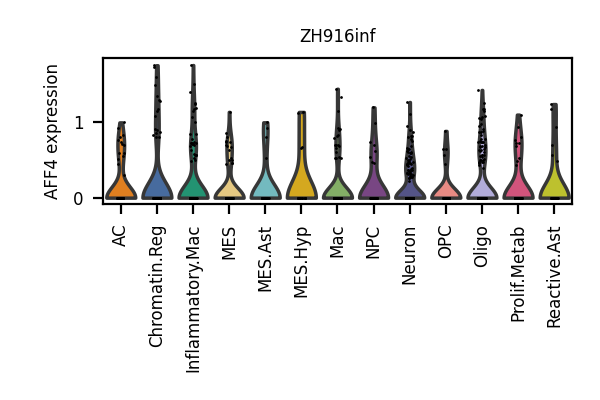 ZH916inf
AFF4 expression
1
0
AC
Chromatin.Reg
Inflammatory.Mac
MES
MES.Ast
MES.Hyp
Mac
NPC
Neuron
OPC
Oligo
Prolif.Metab
Reactive.Ast